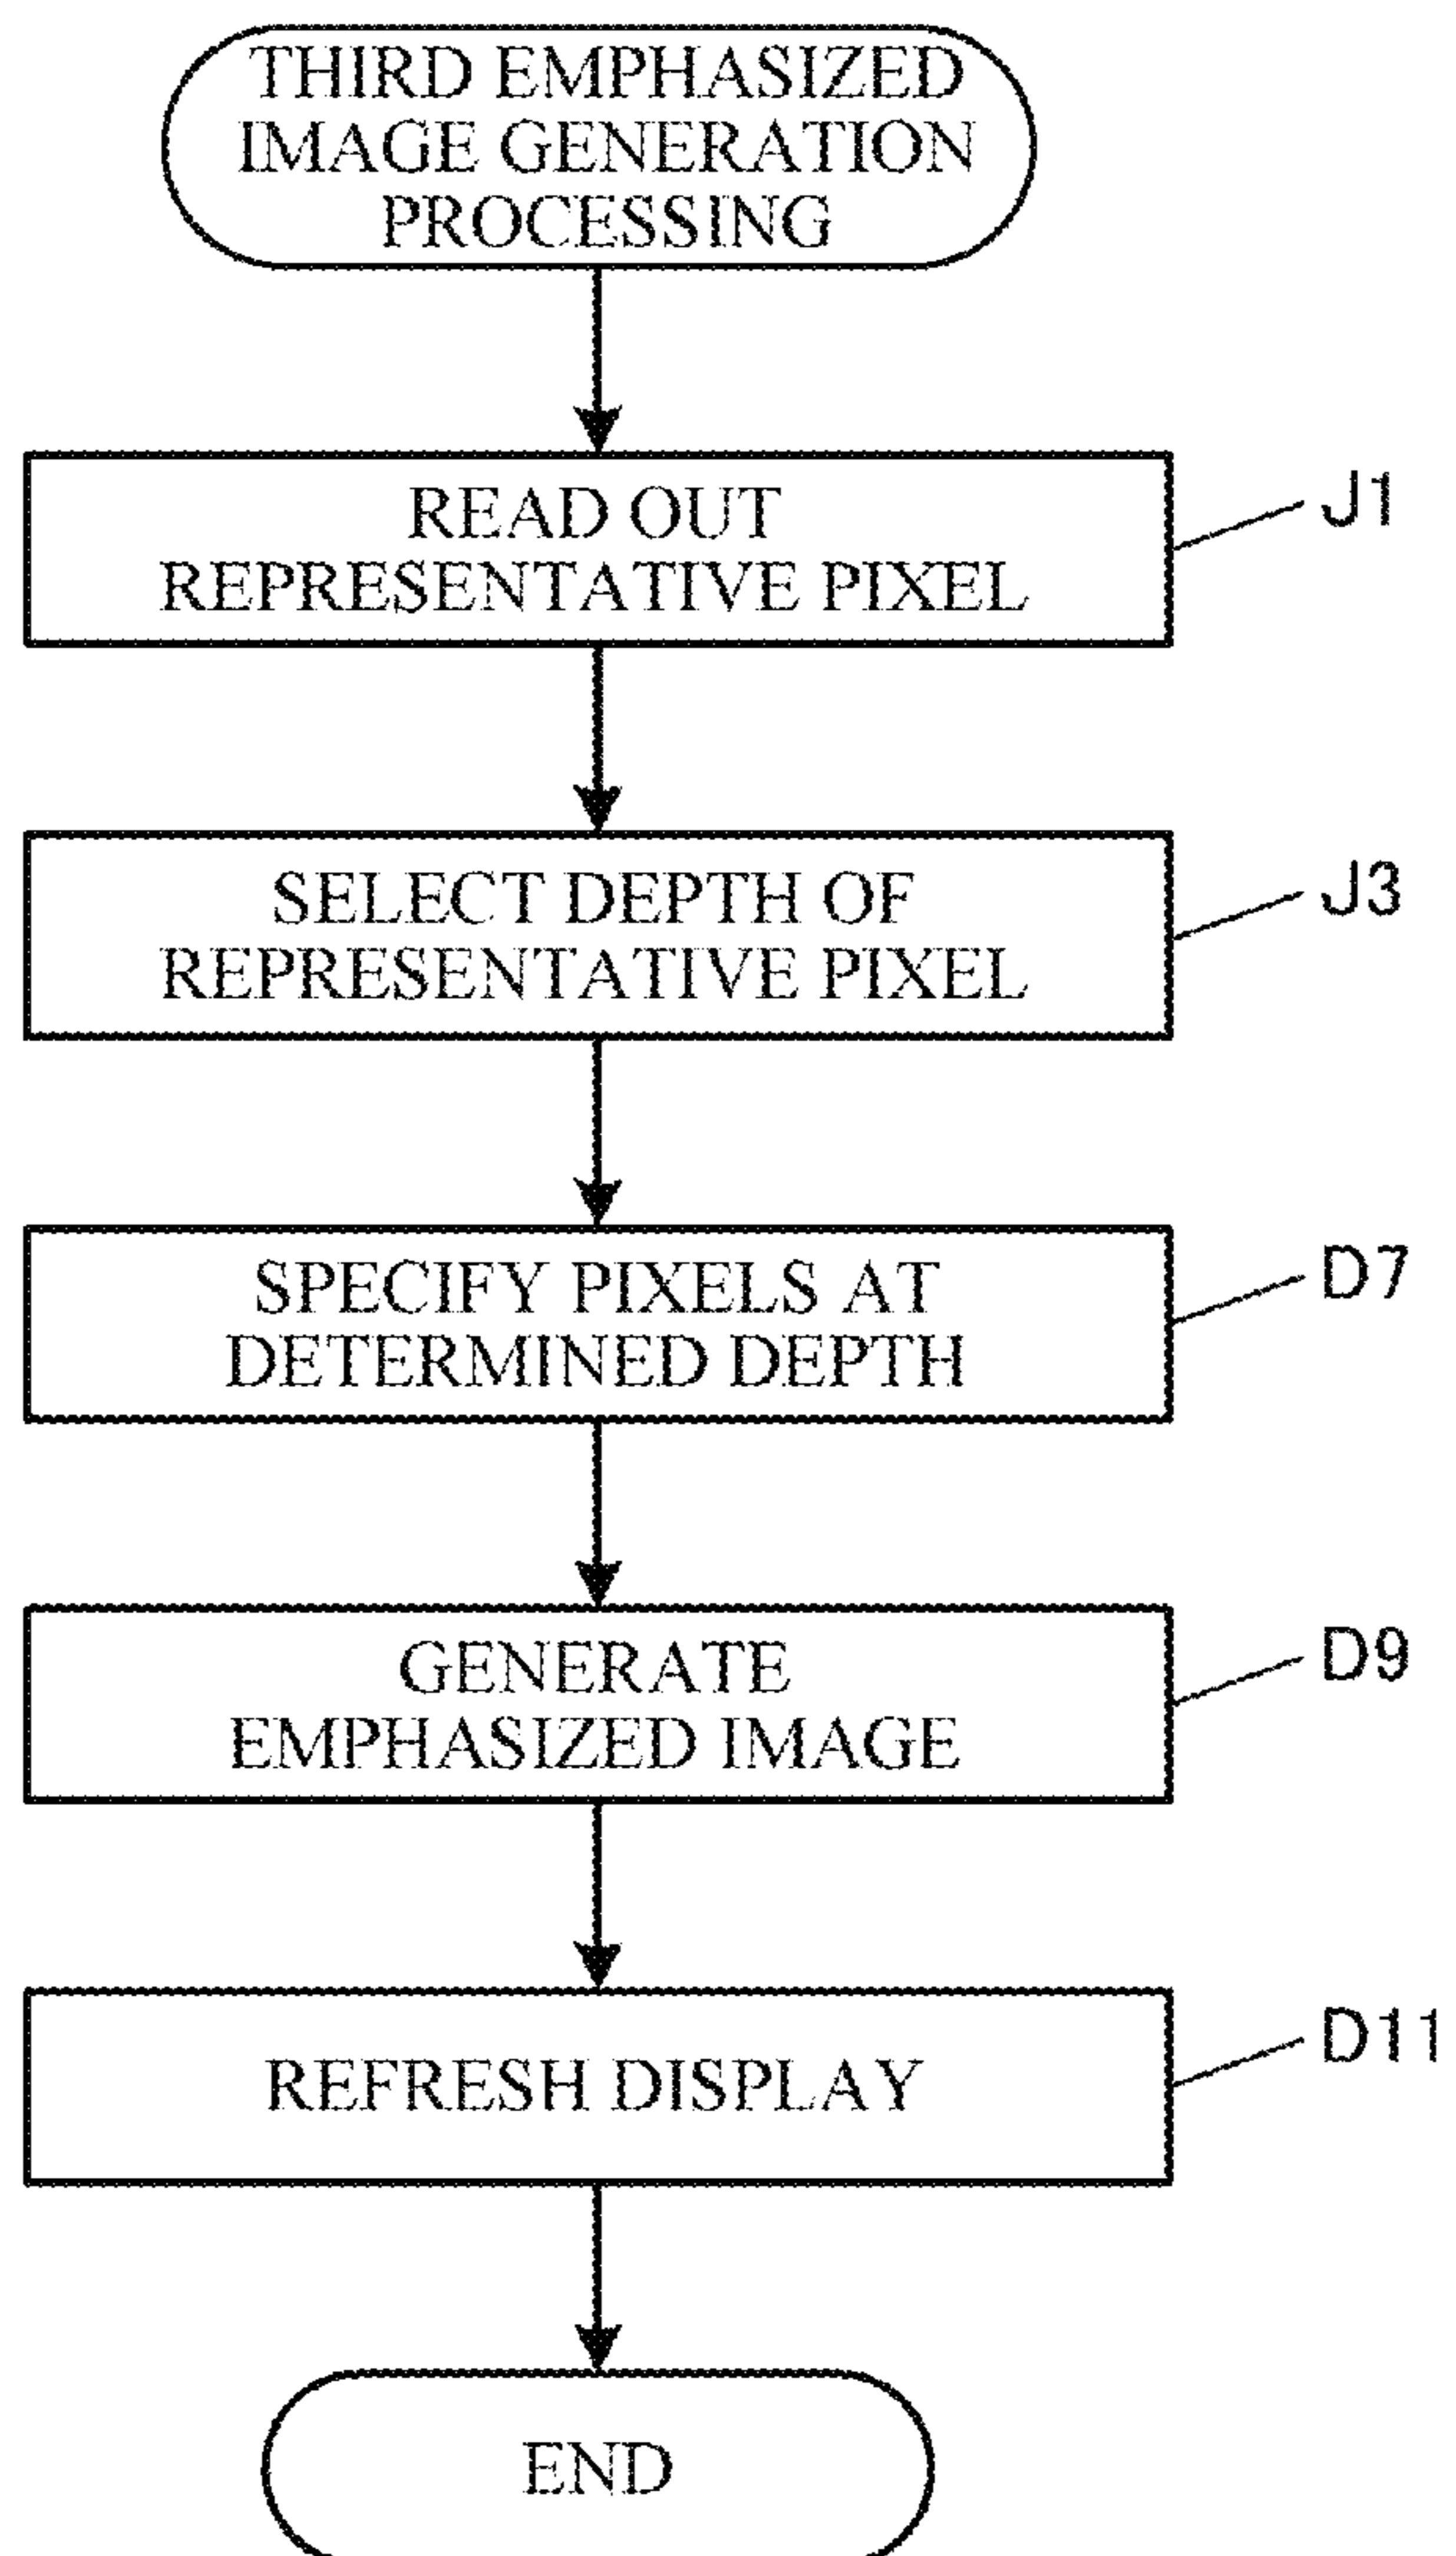 THIRD EMPHASIZED
IMAGE GENERATION
PROCESSING
READ OUT
REPRESENTATIVE PIXEL
J1
SELECT DEPTH OF
REPRESENTATIVE PIXEL
J3
SPECIFY PIXELS AT
DETERMINED DEPTH
D7
GENERATE
EMPHASIZED IMAGE
D9
REFRESH DISPLAY
D11
END